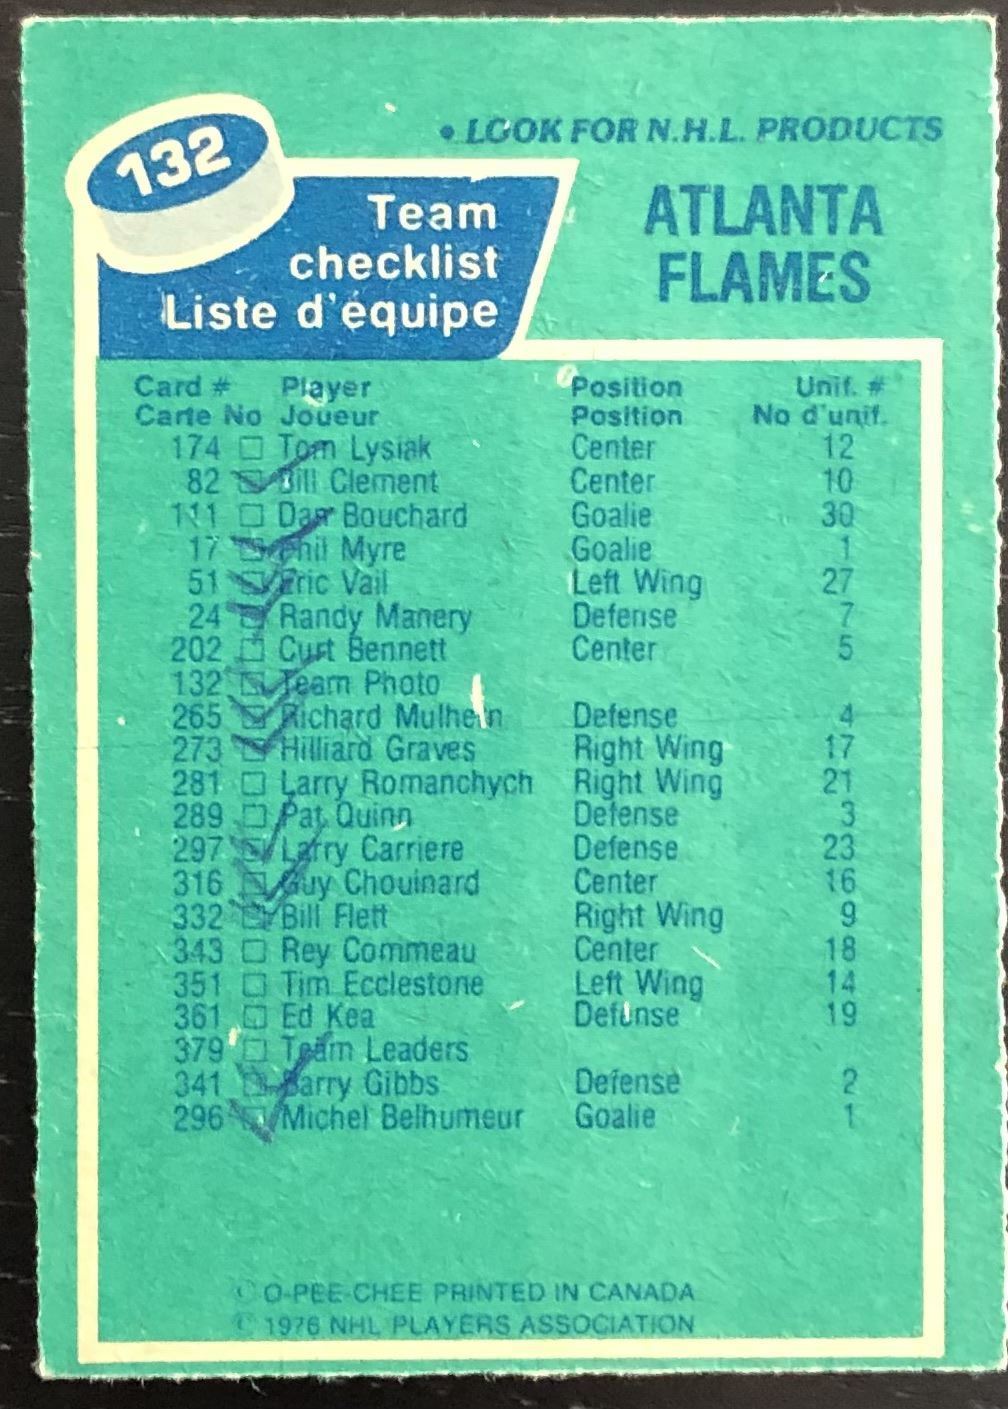 132
• LOOK FOR N.H.L. PRODUCTS
Team
checklist
Liste d'équipe
ATLANTA
FLAMES
Card # Player Position Unif. #
Carte No Joueur Position No d'unif.
174 Tom Lysiak Center 12
82 Bill Clement Center 10
111 Dan Bouchard Goalie 30
17 Phil Myre Goalie 1
51 Eric Vail Left Wing 27
24 Randy Manery Defense 7
202 Curt Bennett Center 5
132 Team Photo
265 Richard Mulhern Defense 4
273 Hilliard Graves Right Wing 17
281 Larry Romanchych Right Wing 21
289 Pat Quinn Defense 3
297 Larry Carriere Defense 23
316 Guy Chouinard Center 16
332 Bill Flett Right Wing 9
343 Rey Commeau Center 18
351 Tim Ecclestone Left Wing 14
361 Ed Kea Defense 19
379 Team Leaders
341 Barry Gibbs Defense 2
296 Michel Belhumeur Goalie 1
© O-PEE-CHEE PRINTED IN CANADA
© 1976 NHL PLAYERS ASSOCIATION